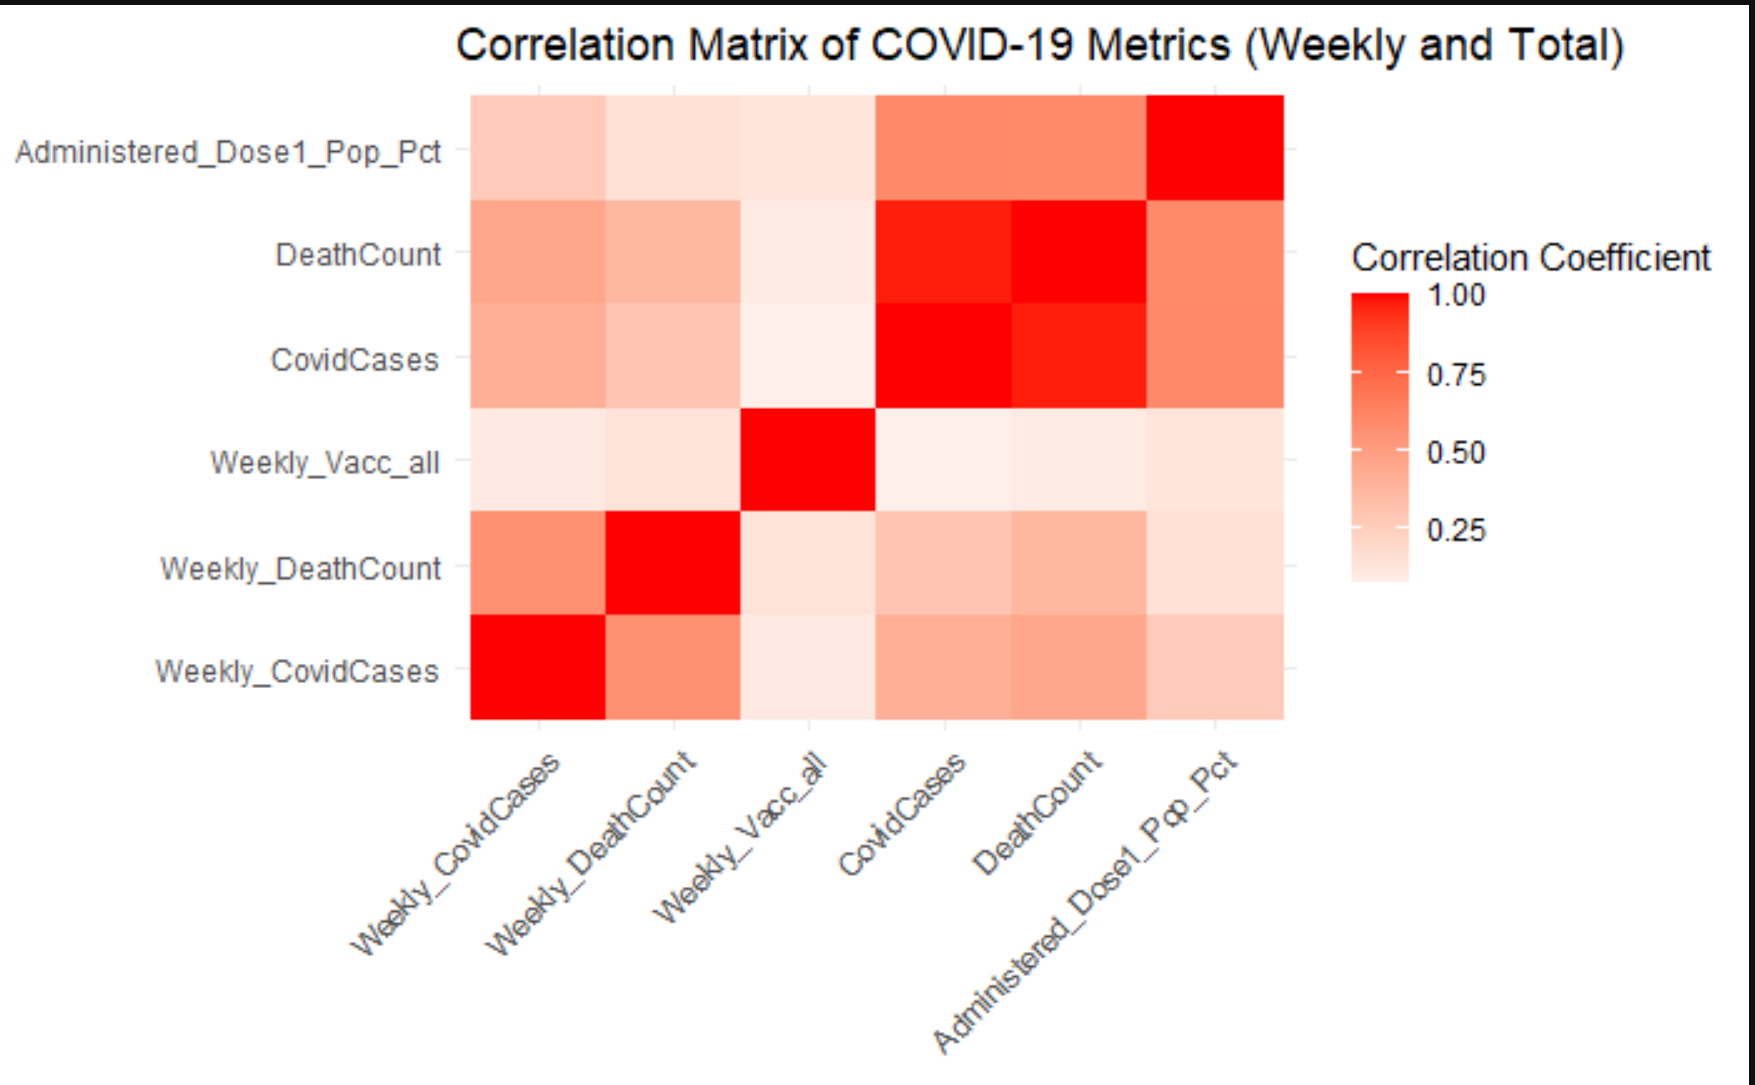 Correlation Matrix of COVID-19 Metrics (Weekly and Total)
Administered_Dose1_Pop_Pct
DeathCount
CovidCases
Weekly_Vacc_all
Weekly_DeathCount
Weekly_CovidCases
Weekly_CovidCases
Weekly_DeathCount
Weekly_Vacc_all
CovidCases
DeathCount
Administered_Dose1_Pop_Pct
Correlation Coefficient
1.00
0.75
0.50
0.25